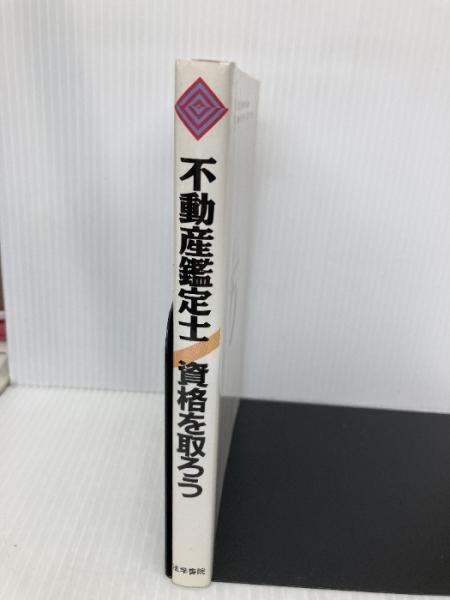 不動産鑑定士
資格を取ろう
法学書院